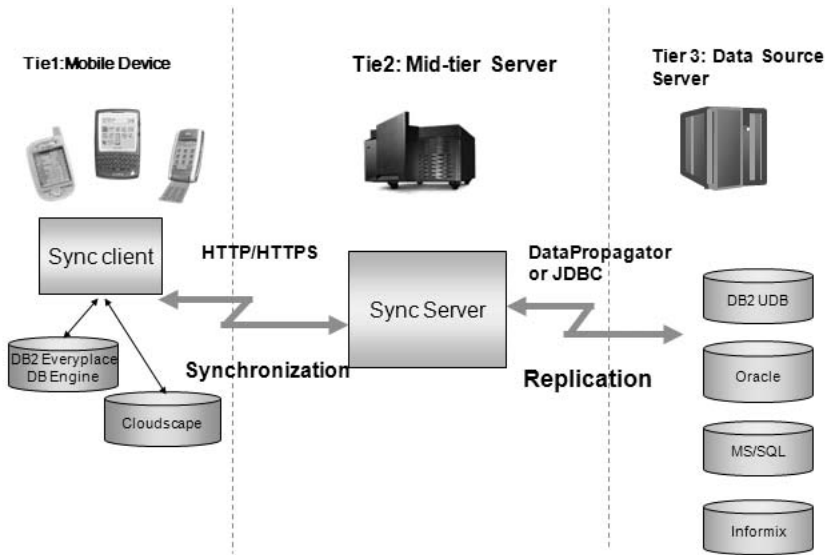 Tie1:Mobile Device
Tie2: Mid-tier Server
Tier 3: Data Source
Server
Sync client
HTTP/HTTPS
Sync Server
DataPropagator
or JDBC
DB2 UDB
DB2 Everyplace
DB Engine
Synchronization
Replication
Oracle
Cloudscape
MS/SQL
Informix